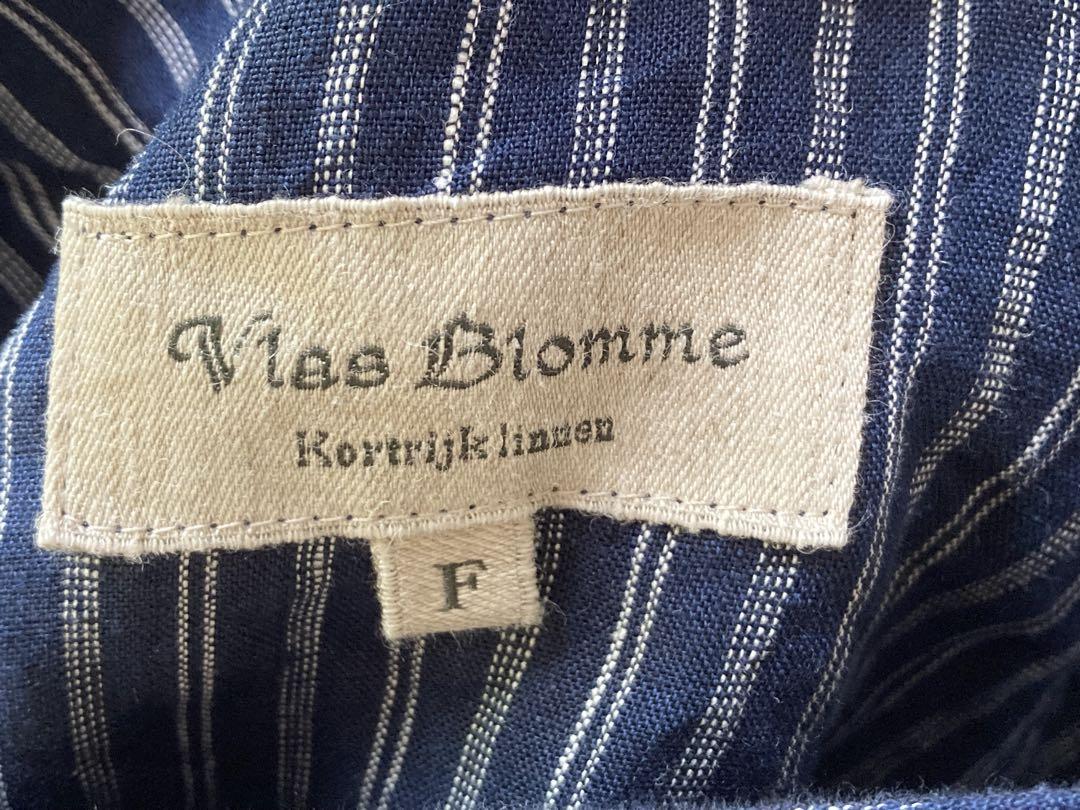 Vlas Blomme
Kortrijk linnen
F